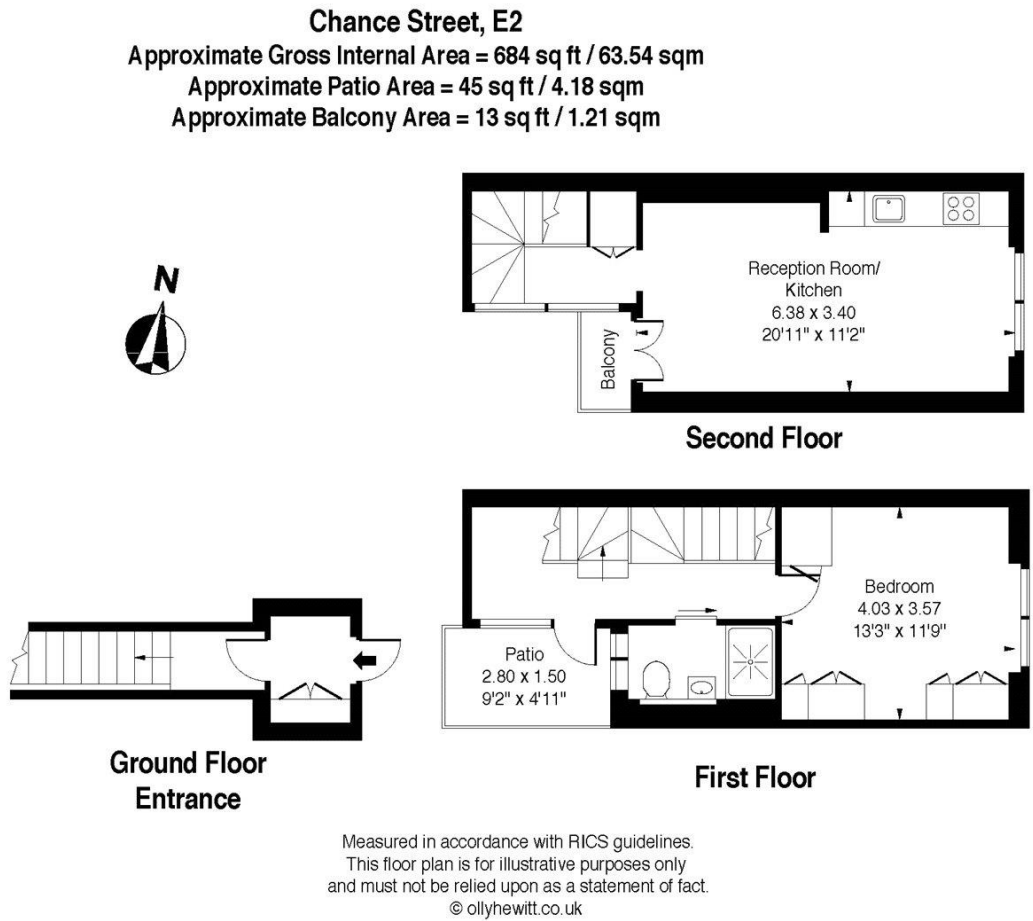 Chance Street, E2
Approximate Gross Internal Area = 684 sq ft / 63.54 sqm
Approximate Patio Area = 45 sq ft / 4.18 sqm
Approximate Balcony Area = 13 sq ft / 1.21 sqm
N
Reception Room/
Kitchen
6.38 x 3.40
20'11" x 11'2"
Balcony
Second Floor
Bedroom
4.03 x 3.57
13'3" x 11'9"
Patio
2.80 x 1.50
9'2" x 4'11"
Ground Floor
Entrance
First Floor
Measured in accordance with RICS guidelines.
This floor plan is for illustrative purposes only
and must not be relied upon as a statement of fact.
© ollyhewitt.co.uk